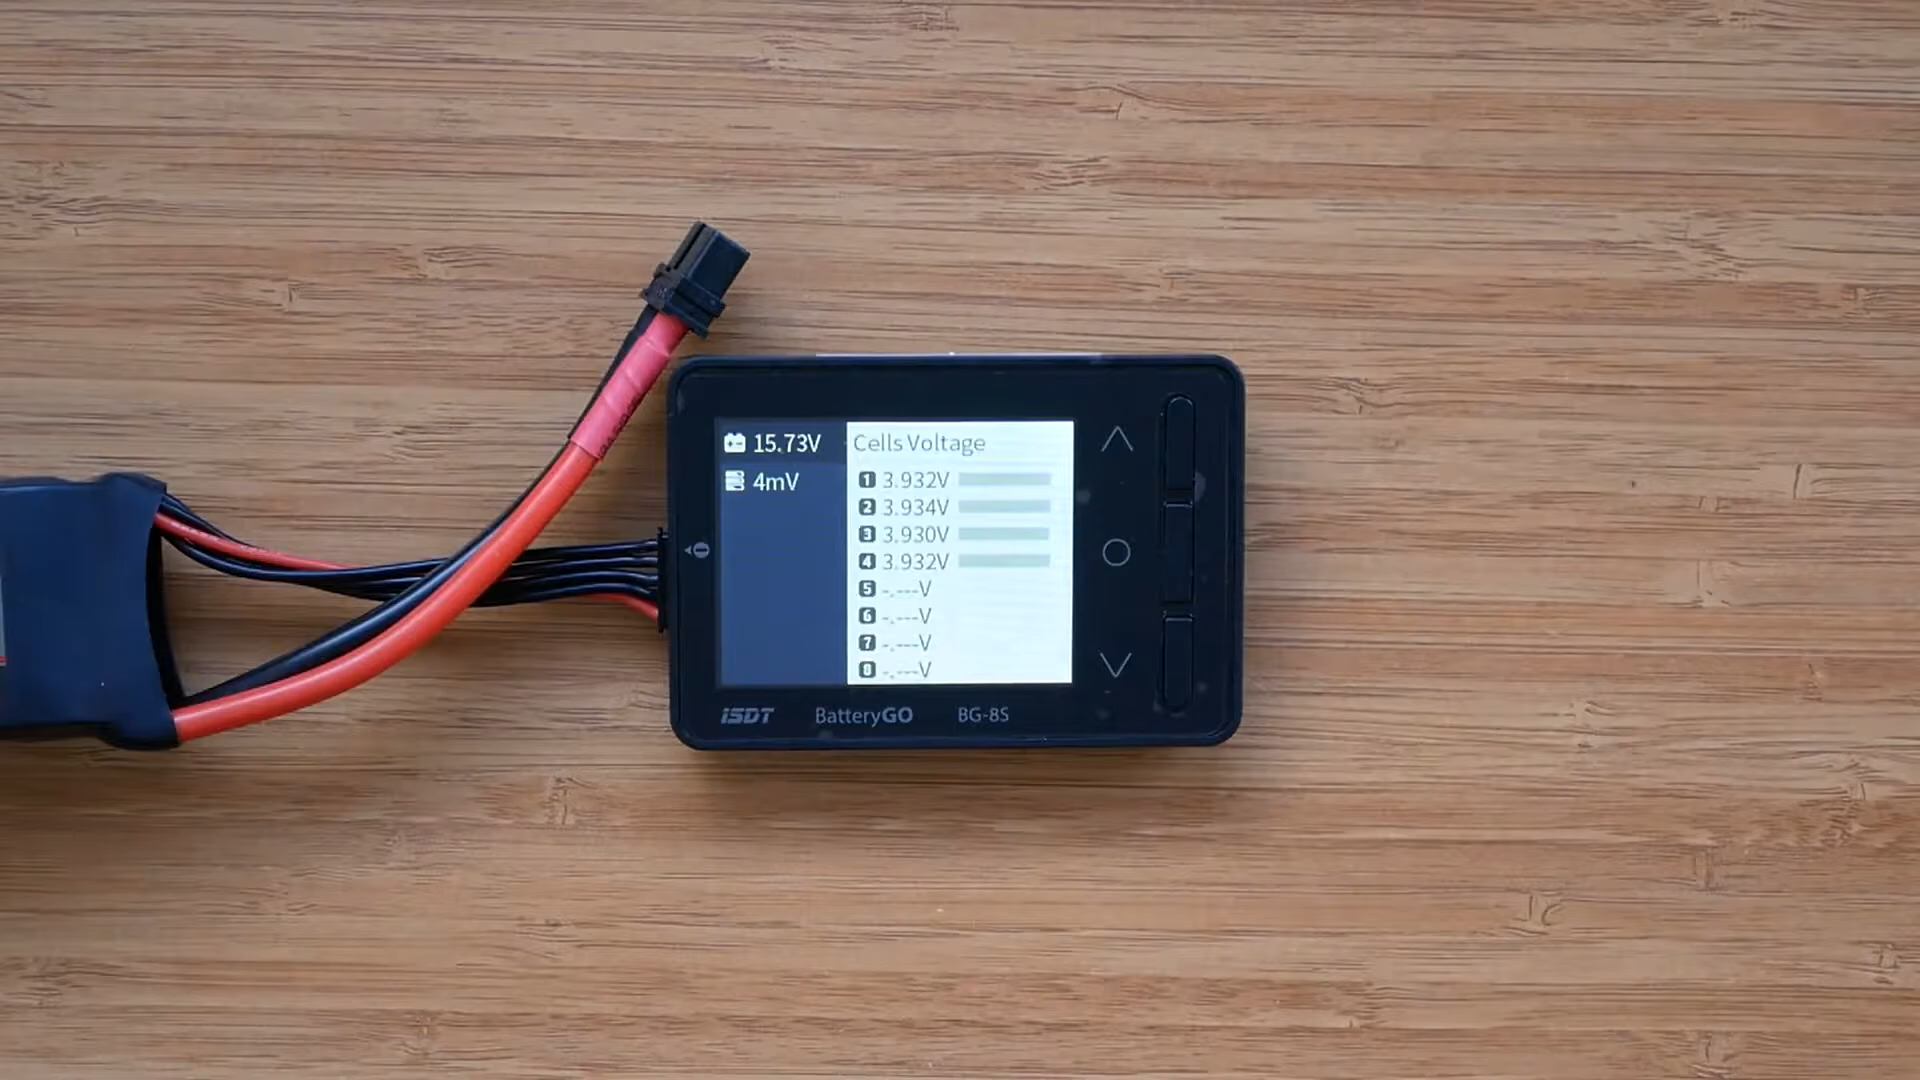 15.73V
4mV
Cells Voltage
1 3.932V
2 3.934V
3 3.930V
4 3.932V
5 -.---V
6 -.---V
7 -.---V
8 -.---V
iSDT BatteryGO BG-8S